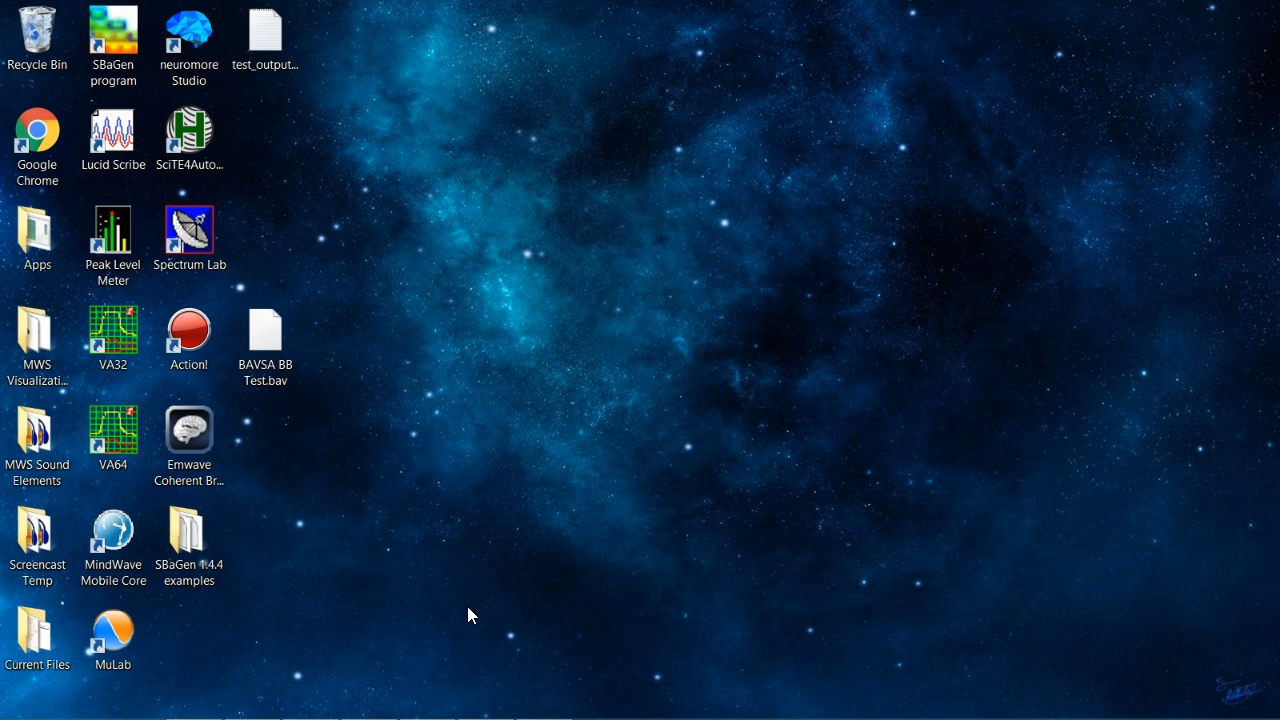 Recycle Bin
SBaGen
program
neuromore
Studio
test_output...
Google
Chrome
Lucid Scribe
SciTE4Auto...
Apps
Peak Level
Meter
Spectrum Lab
MWS
Visualizati...
VA32
Action!
BAVSA BB
Test.bav
MWS Sound
Elements
VA64
Emwave
Coherent Br...
Screencast
Temp
MindWave
Mobile Core
SBaGen 1.4.4
examples
Current Files
MuLab